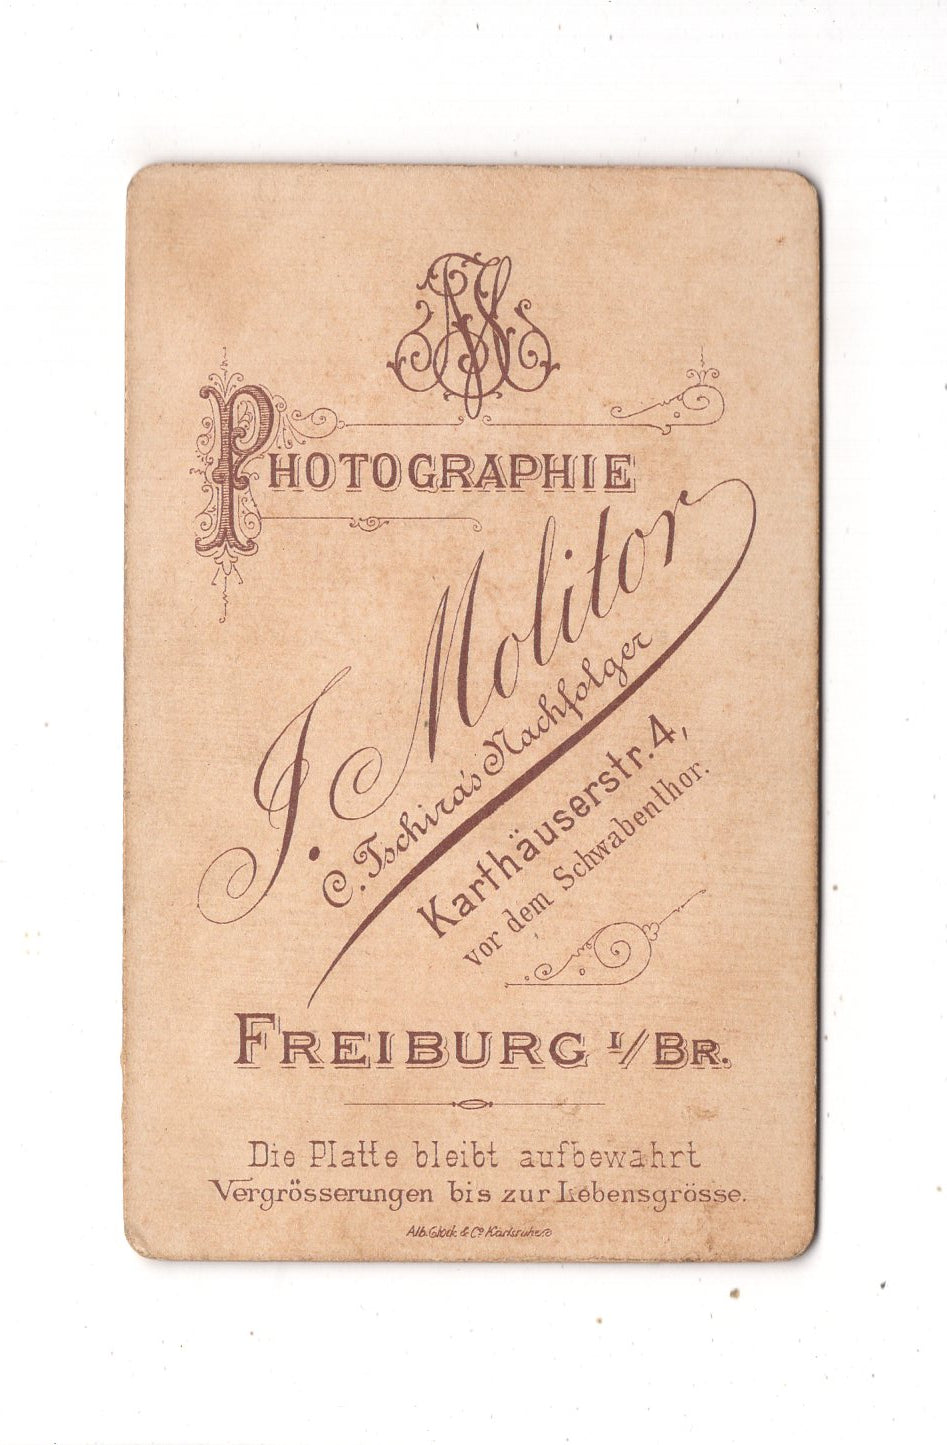 PHOTOGRAPHIE
J. Molitor
C. Tschira's Nachfolger
Karthäuserstr. 4,
vor dem Schwabenthor.
FREIBURG I/BR.
Die Platte bleibt aufbewahrt
Vergrösserungen bis zur Lebensgrösse.
Alb. Glock & Co Karlsruhe